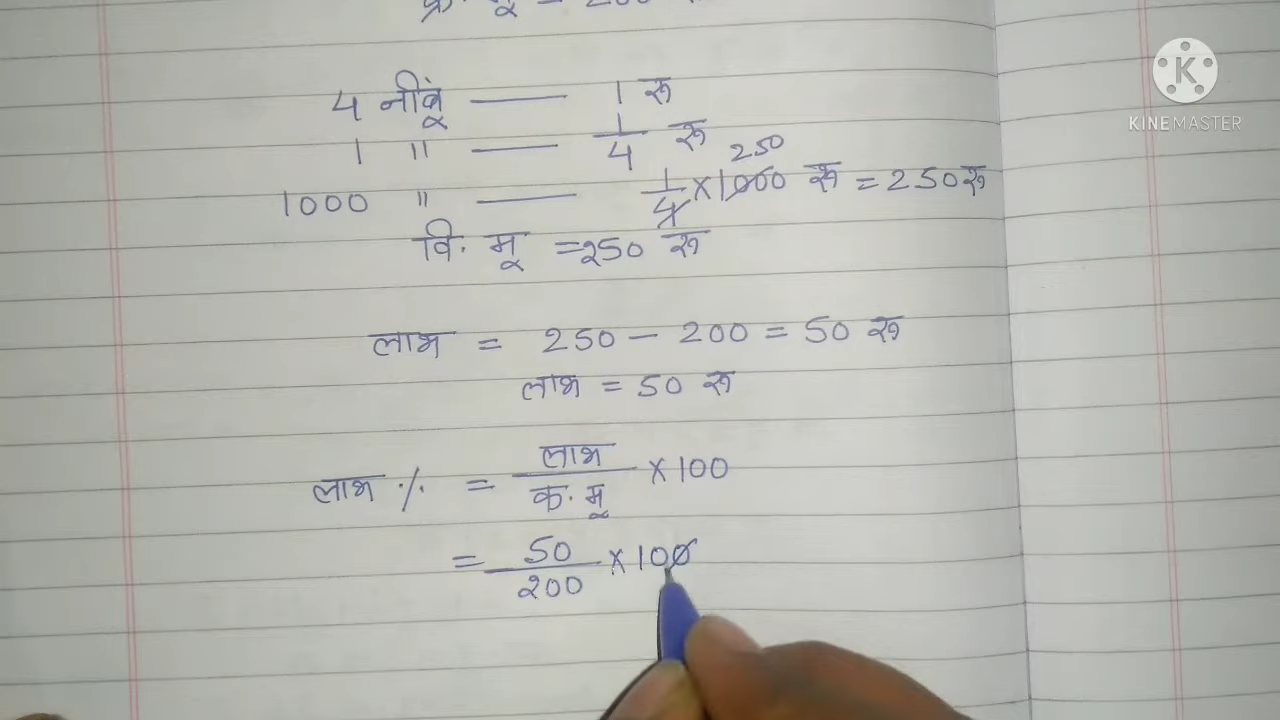 क्र. मू = 200
4 नींबू — 1 रू
1 " — 1/4 रू
1000 " — 1/4 × 1000 रू = 250 रू
250
वि. मू = 250 रू
लाभ = 250 - 200 = 50 रू
लाभ = 50 रू
लाभ % = लाभ/क. मू × 100
= 50/200 × 100
K
KINEMASTER